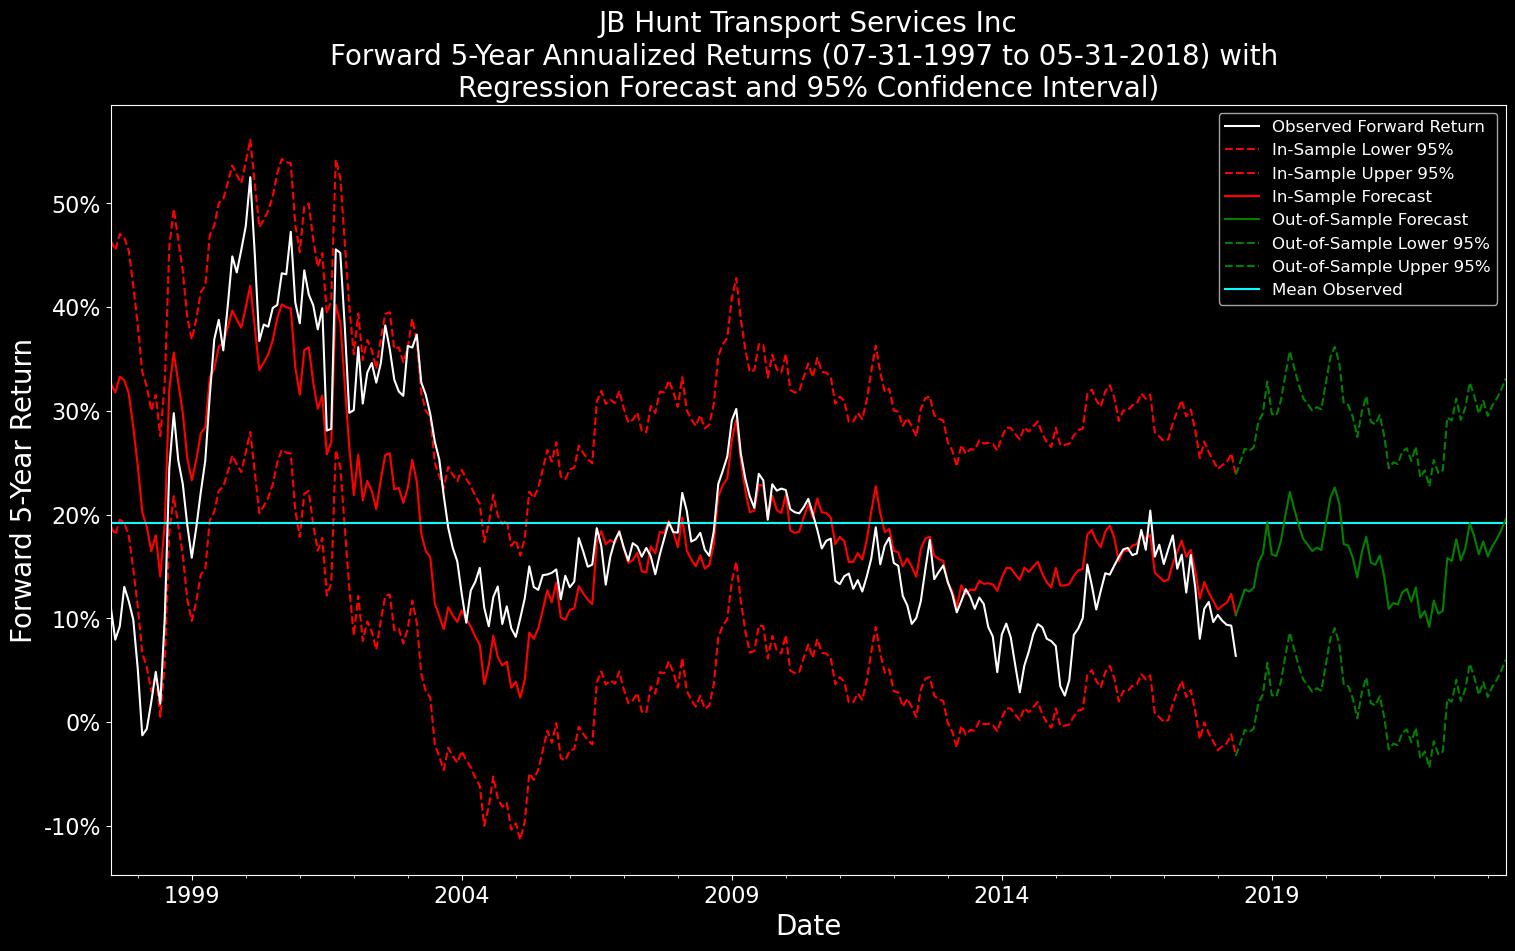 JB Hunt Transport Services Inc
Forward 5-Year Annualized Returns (07-31-1997 to 05-31-2018) with
Regression Forecast and 95% Confidence Interval)
Observed Forward Return
In-Sample Lower 95%
In-Sample Upper 95%
In-Sample Forecast
Out-of-Sample Forecast
Out-of-Sample Lower 95%
Out-of-Sample Upper 95%
Mean Observed
Forward 5-Year Return
50%
40%
30%
20%
10%
0%
-10%
1999
2004
2009
2014
2019
Date